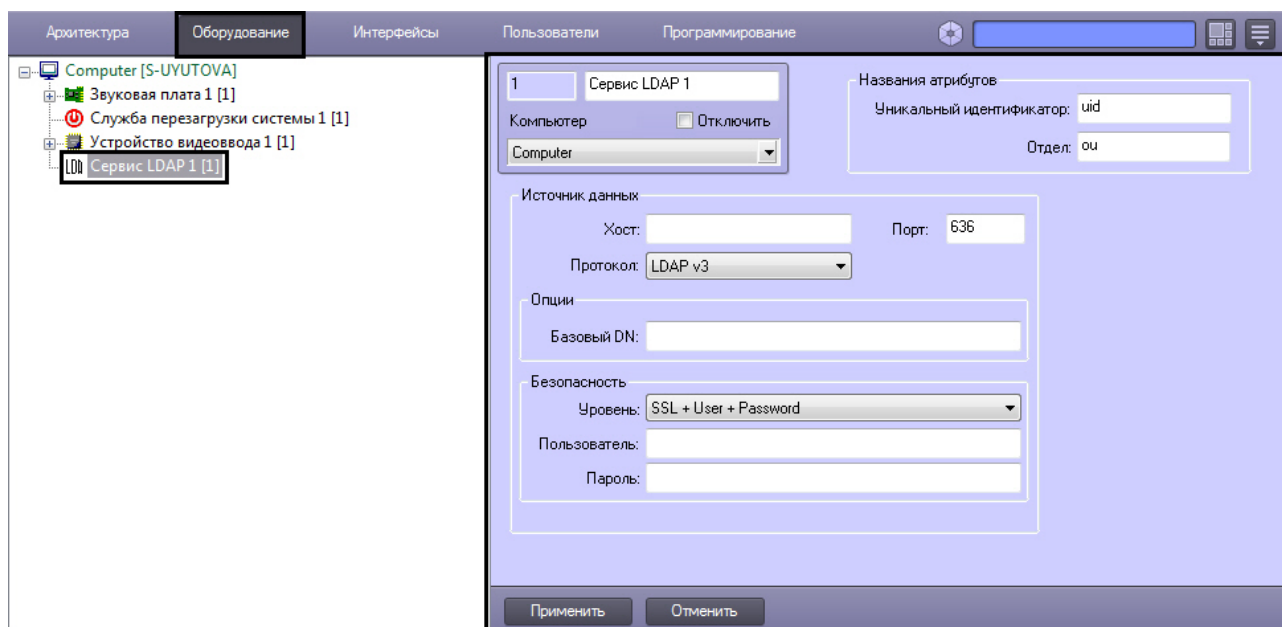 Архитектура Оборудование Интерфейсы Пользователи Программирование
Computer [S-UYUTOVA]
Звуковая плата 1 [1]
Служба перезагрузки системы 1 [1]
Устройство видеоввода 1 [1]
LDA Сервис LDAP 1 [1]
1 Сервис LDAP 1
Компьютер Отключить
Computer
Названия атрибутов
Уникальный идентификатор: uid
Отдел: ou
Источник данных
Хост: Порт: 636
Протокол: LDAP v3
Опции
Базовый DN:
Безопасность
Уровень: SSL + User + Password
Пользователь:
Пароль:
Применить Отменить